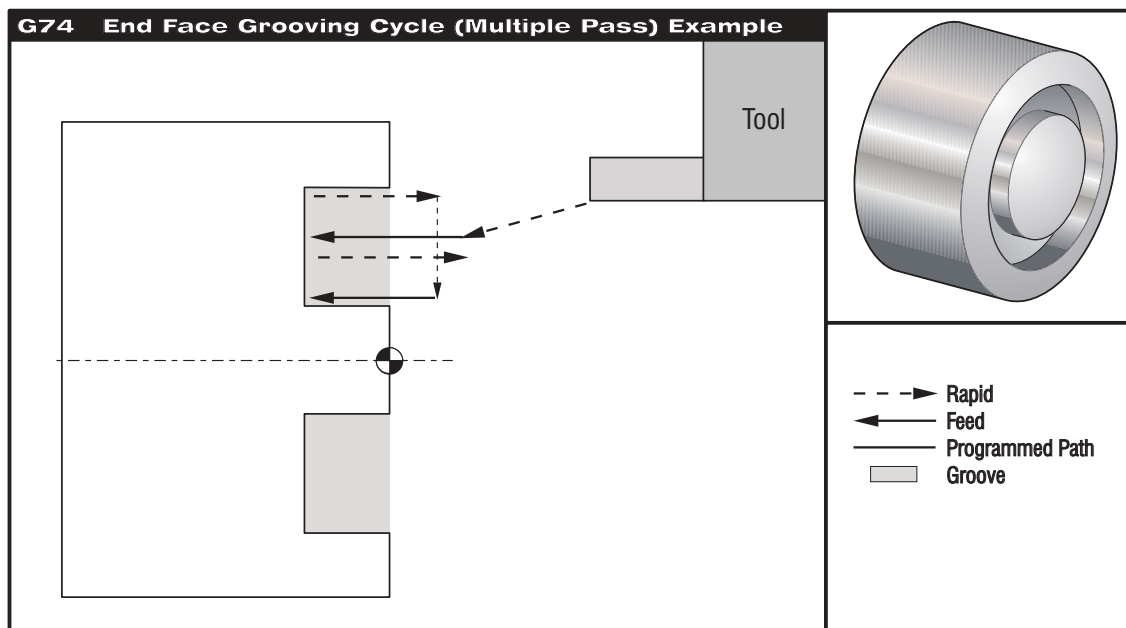 G74 End Face Grooving Cycle (Multiple Pass) Example
Tool
Rapid
Feed
Programmed Path
Groove